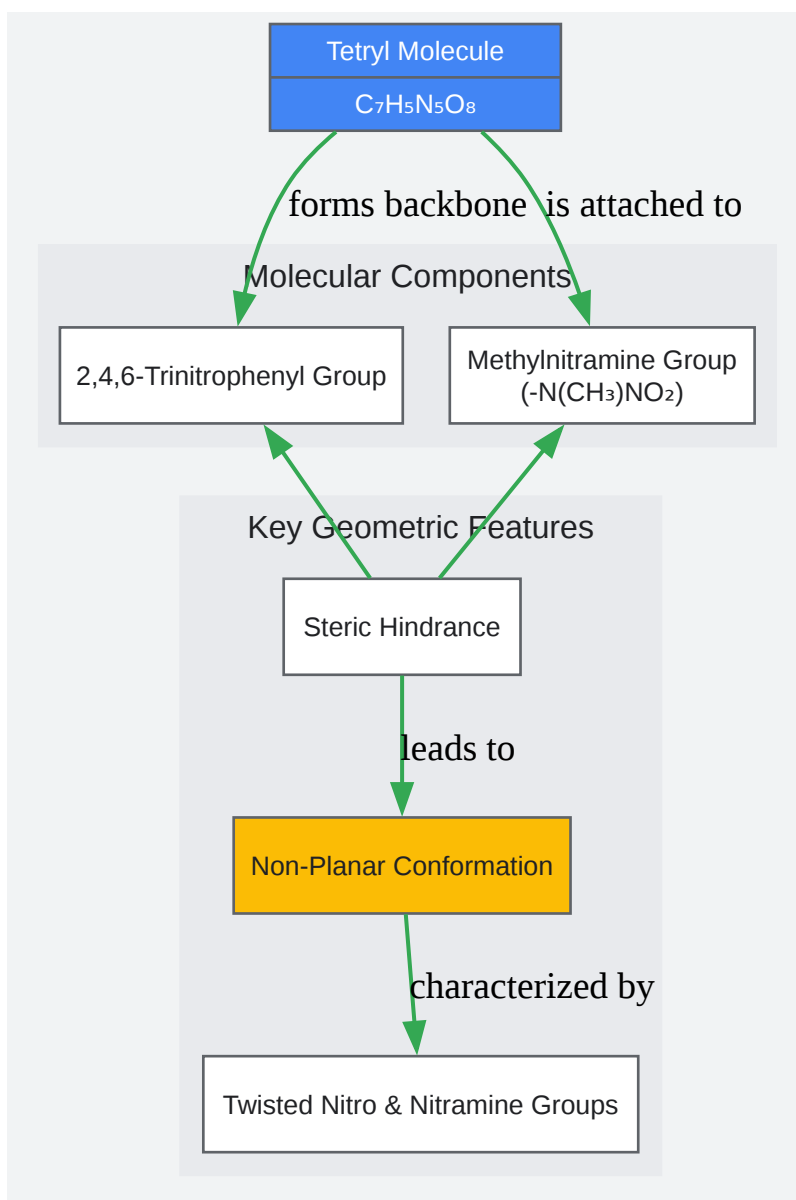 Tetryl Molecule
C₇H₅N₅O₈
forms backbone
is attached to
Molecular Components
2,4,6-Trinitrophenyl Group
Methylnitramine Group
(-N(CH₃)NO₂)
Key Geometric Features
Steric Hindrance
leads to
Non-Planar Conformation
characterized by
Twisted Nitro & Nitramine Groups